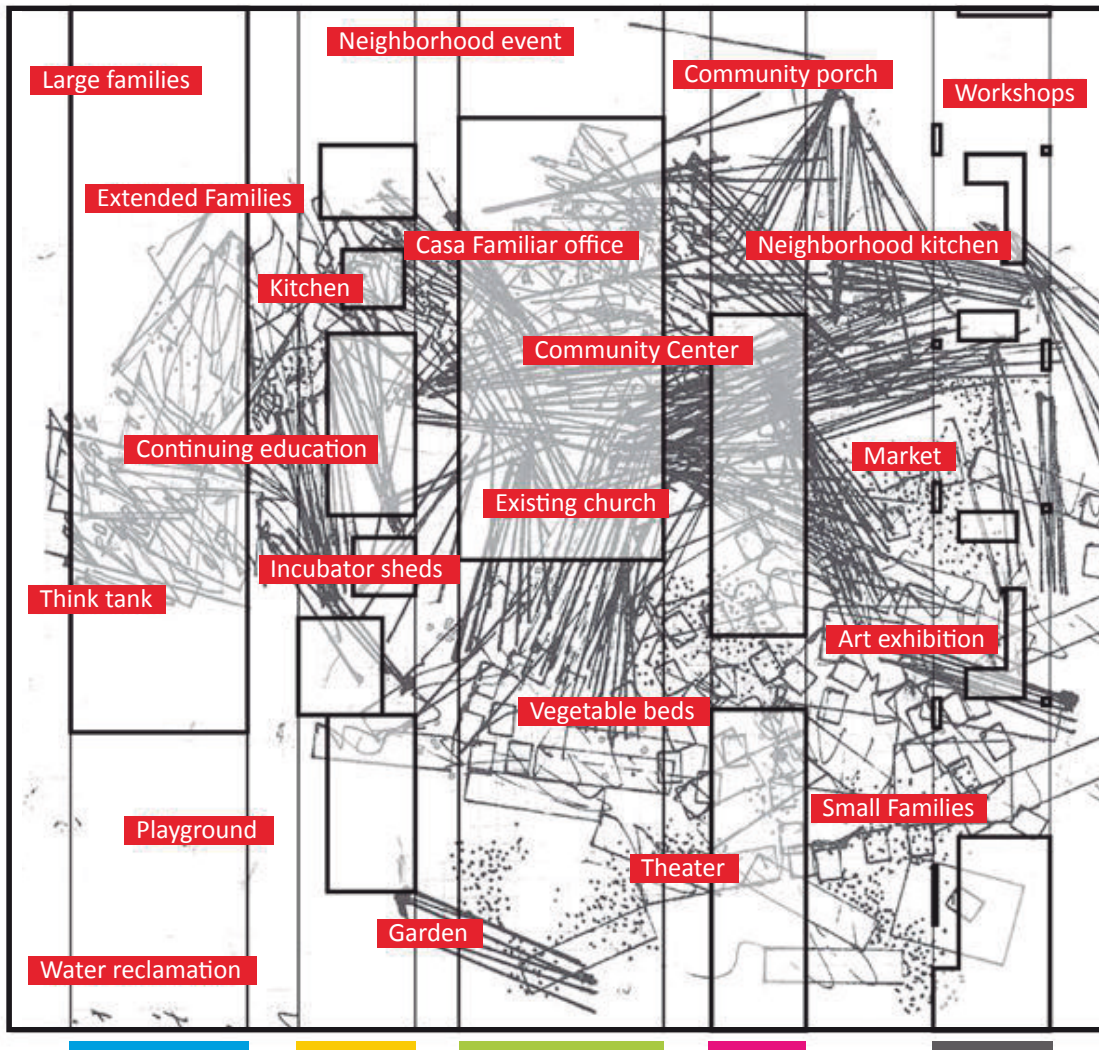 Neighborhood event
Large families
Community porch
Workshops
Extended Families
Casa Familiar office
Neighborhood kitchen
Kitchen
Community Center
Continuing education
Market
Existing church
Incubator sheds
Think tank
Art exhibition
Vegetable beds
Small Families
Playground
Theater
Garden
Water reclamation